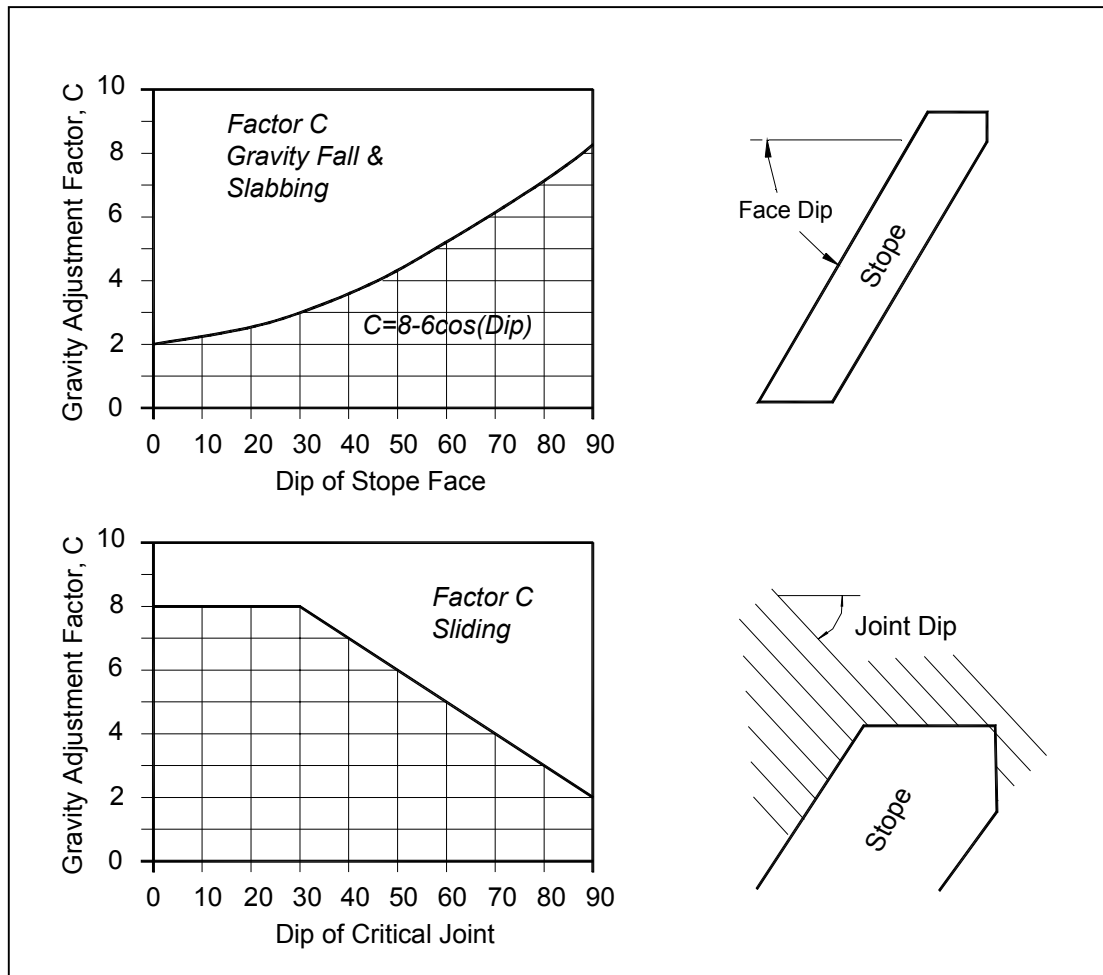 Gravity Adjustment Factor, C
10
8
6
4
2
0
Factor C
Gravity Fall &
Slabbing
C=8-6cos(Dip)
0 10 20 30 40 50 60 70 80 90
Dip of Stope Face
Face Dip
Stope
Gravity Adjustment Factor, C
10
8
6
4
2
0
Factor C
Sliding
0 10 20 30 40 50 60 70 80 90
Dip of Critical Joint
Joint Dip
Stope